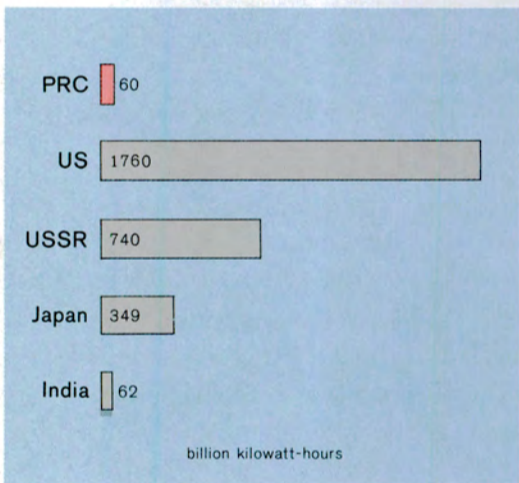 PRC 60
US 1760
USSR 740
Japan 349
India 62
billion kilowatt-hours